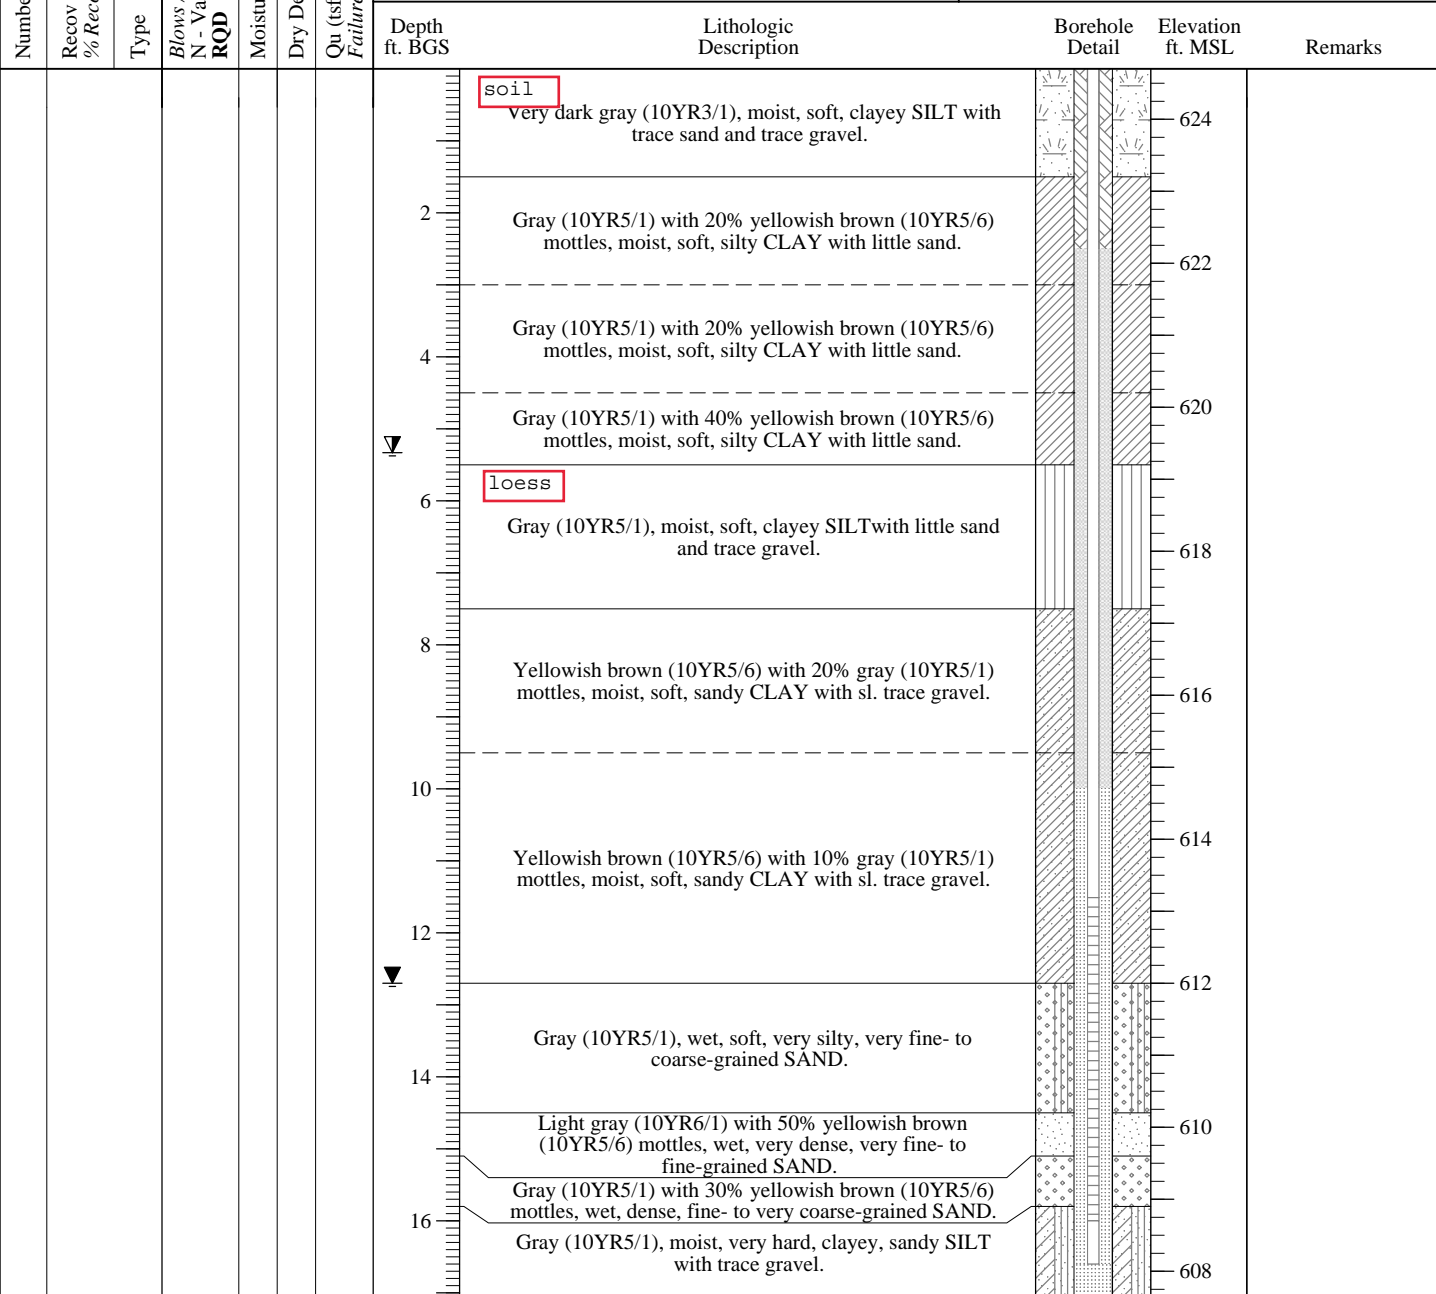 Numbe
Recov
% Reco
Type
Blows
N - Va
RQD
Moistu
Dry De
Qu (tsf
Failure
Depth
ft. BGS
Lithologic
Description
Borehole
Detail
Elevation
ft. MSL
Remarks
soil
Very dark gray (10YR3/1), moist, soft, clayey SILT with
trace sand and trace gravel.
624
2
Gray (10YR5/1) with 20% yellowish brown (10YR5/6)
mottles, moist, soft, silty CLAY with little sand.
622
Gray (10YR5/1) with 20% yellowish brown (10YR5/6)
mottles, moist, soft, silty CLAY with little sand.
4
620
Gray (10YR5/1) with 40% yellowish brown (10YR5/6)
mottles, moist, soft, silty CLAY with little sand.
loess
6
Gray (10YR5/1), moist, soft, clayey SILTwith little sand
and trace gravel.
618
8
Yellowish brown (10YR5/6) with 20% gray (10YR5/1)
mottles, moist, soft, sandy CLAY with sl. trace gravel.
616
10
614
Yellowish brown (10YR5/6) with 10% gray (10YR5/1)
mottles, moist, soft, sandy CLAY with sl. trace gravel.
12
612
Gray (10YR5/1), wet, soft, very silty, very fine- to
coarse-grained SAND.
14
Light gray (10YR6/1) with 50% yellowish brown
(10YR5/6) mottles, wet, very dense, very fine- to
fine-grained SAND.
610
Gray (10YR5/1) with 30% yellowish brown (10YR5/6)
mottles, wet, dense, fine- to very coarse-grained SAND.
16
Gray (10YR5/1), moist, very hard, clayey, sandy SILT
with trace gravel.
608